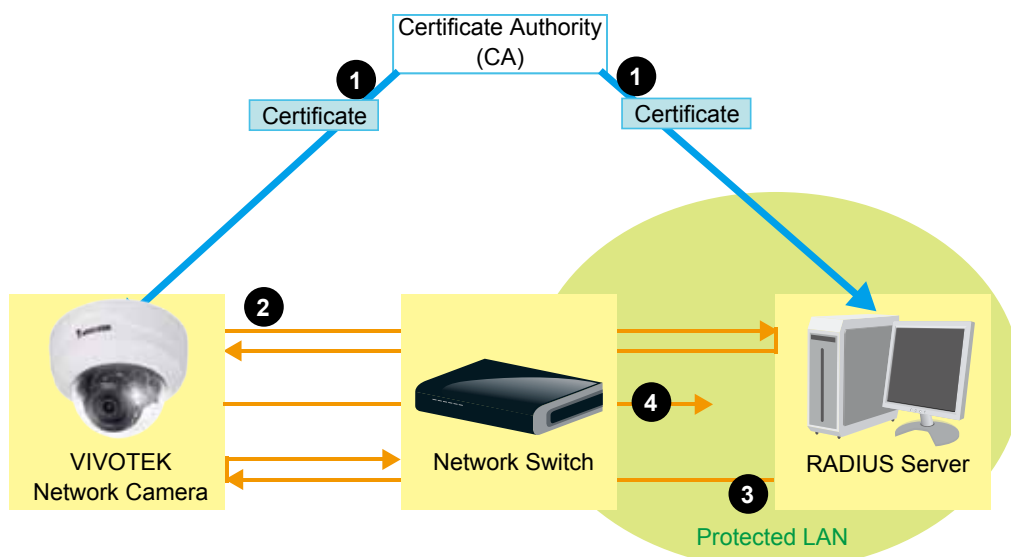 Certificate Authority
(CA)
1
1
Certificate
Certificate
2
4
VIVOTEK
Network Camera
Network Switch
RADIUS Server
3
Protected LAN